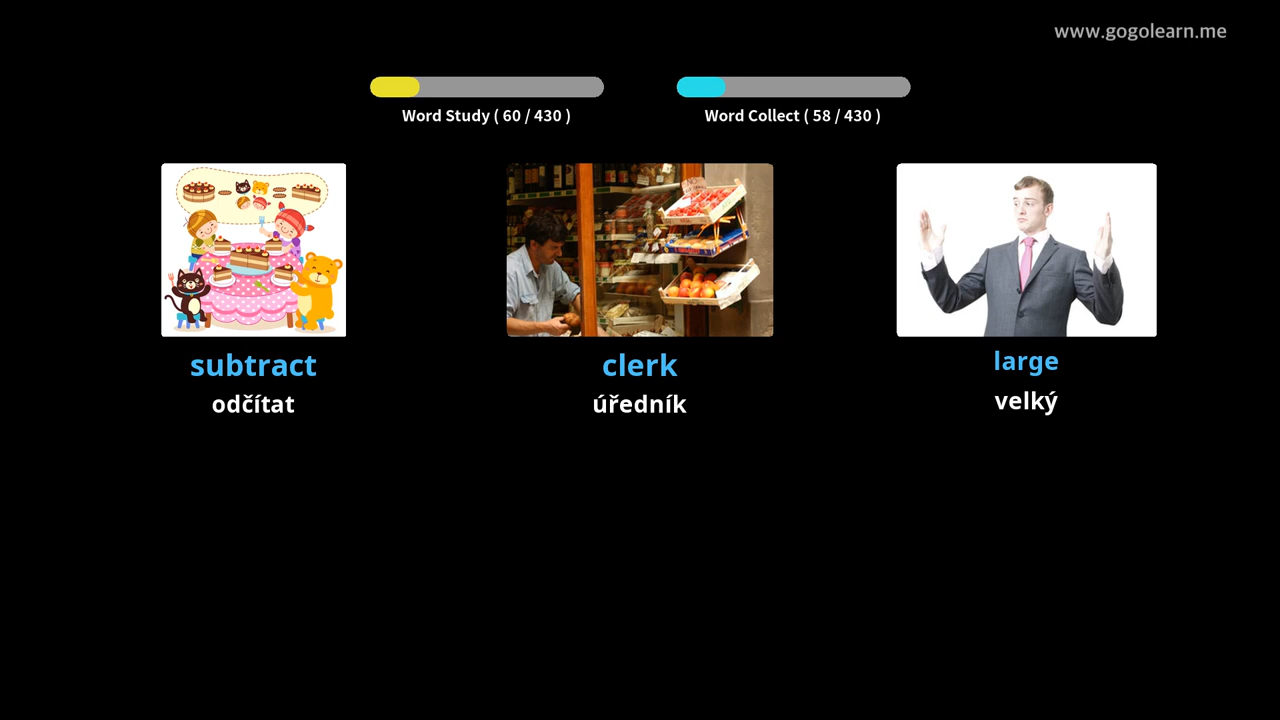 www.gogolearn.me
Word Study ( 60 / 430 )
Word Collect ( 58 / 430 )
subtract
odčítat
clerk
úředník
large
velký